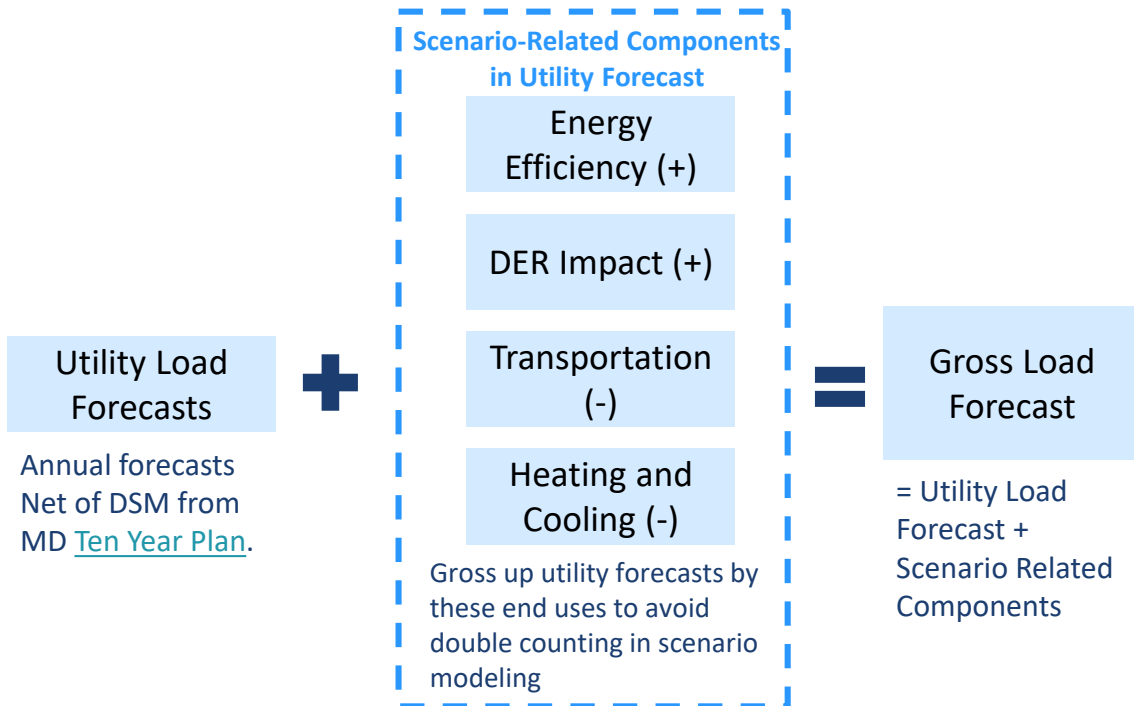 Scenario-Related Components
in Utility Forecast
Energy
Efficiency (+)
DER Impact (+)
Transportation
(-)
Heating and
Cooling (-)
Gross up utility forecasts by
these end uses to avoid
double counting in scenario
modeling
Utility Load
Forecasts
Annual forecasts
Net of DSM from
MD Ten Year Plan.
Gross Load
Forecast
= Utility Load
Forecast +
Scenario Related
Components